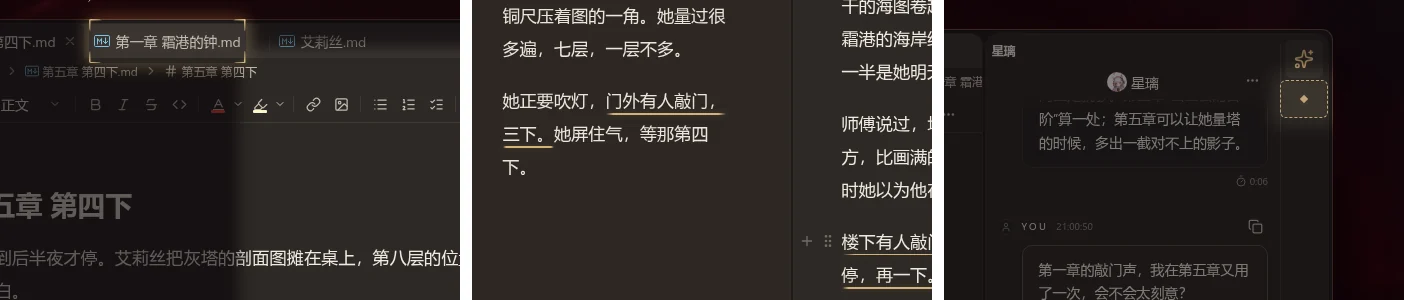 第四下.md
第一章 霜港的钟.md
艾莉丝.md
第五章 第四下.md
第五章 第四下
正文
B I S
A
五章 第四下
到后半夜才停。艾莉丝把灰塔的剖面图摊在桌上，第八层的位
白。
铜尺压着图的一角。她量过很
多遍，七层，一层不多。
她正要吹灯，门外有人敲门，
三下。她屏住气，等那第四
下。
干的海图卷
霜港的海岸
一半是她明
师傅说过，
方，比画满的
时她以为他
楼下有人敲
停，再一下。
星璃
章 霜港
星璃
阶”算一处；第五章可以让她量塔
的时候，多出一截对不上的影子。
0:06
YOU 21:00:50
第一章的敲门声，我在第五章又用
了一次，会不会太刻意？